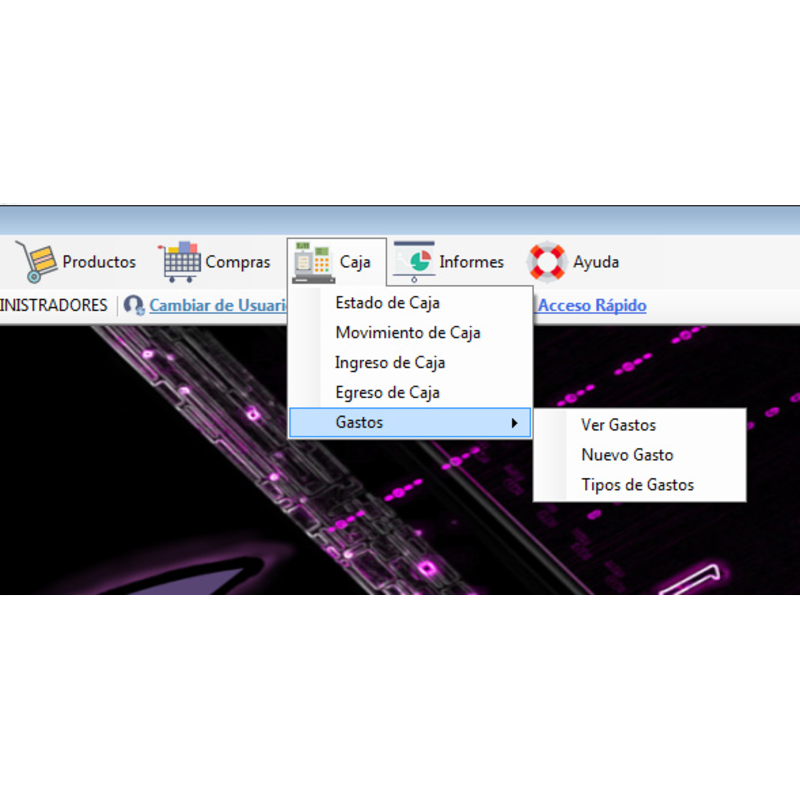 Productos Compras Caja Informes Ayuda
INISTRADORES Cambiar de Usuari Acceso Rápido
Estado de Caja
Movimiento de Caja
Ingreso de Caja
Egreso de Caja
Gastos
Ver Gastos
Nuevo Gasto
Tipos de Gastos